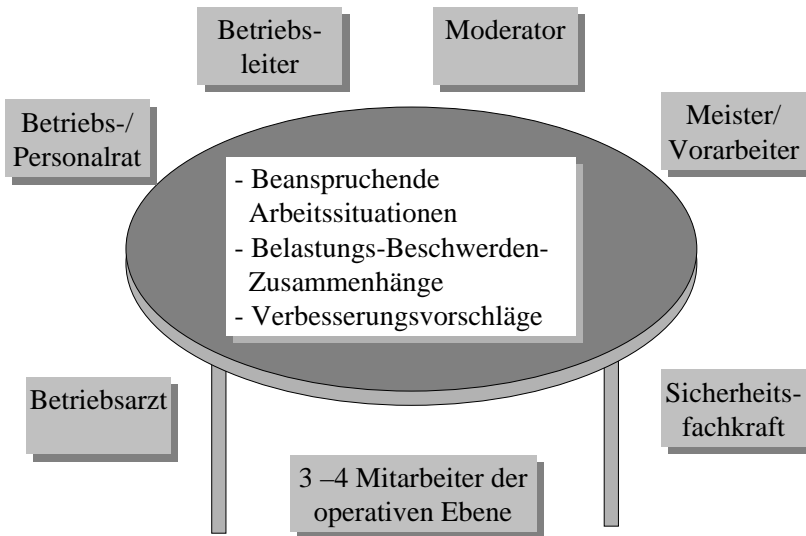 Betriebs-
leiter
Moderator
Betriebs-/
Personalrat
Meister/
Vorarbeiter
- Beanspruchende
Arbeitssituationen
- Belastungs-Beschwerden-
Zusammenhänge
- Verbesserungsvorschläge
Betriebsarzt
Sicherheits-
fachkraft
3 –4 Mitarbeiter der
operativen Ebene